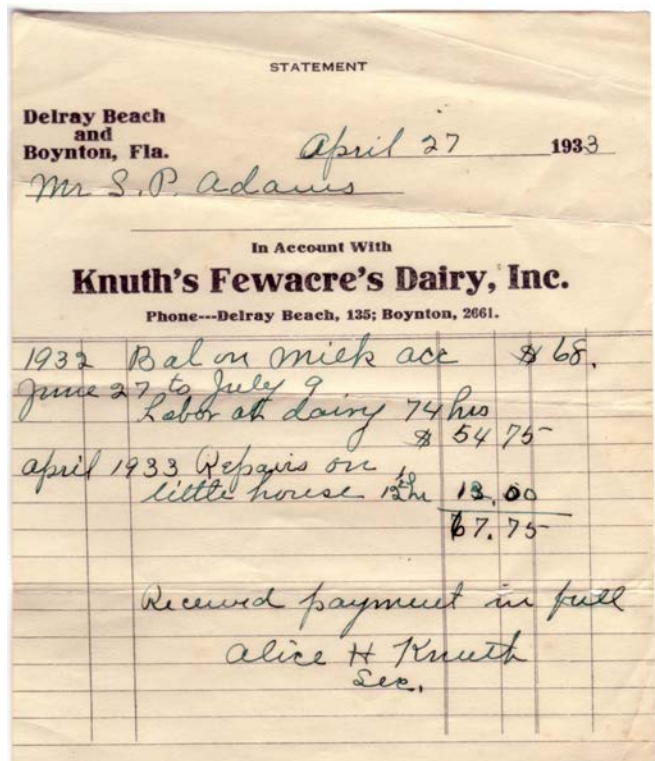 STATEMENT
Delray Beach
and
Boynton, Fla.
April 27 1933
Mr S. P. Adams
In Account With
Knuth's Fewacre's Dairy, Inc.
Phone---Delray Beach, 135; Boynton, 2661.
1932 Bal on milk acc $ 68.
June 27 to July 9
Labor at dairy 74 hrs
$ 54 75
April 1933 Repairs on
little house hr 13.00
67.75
Received payment in full
Alice H Knuth
Sec.